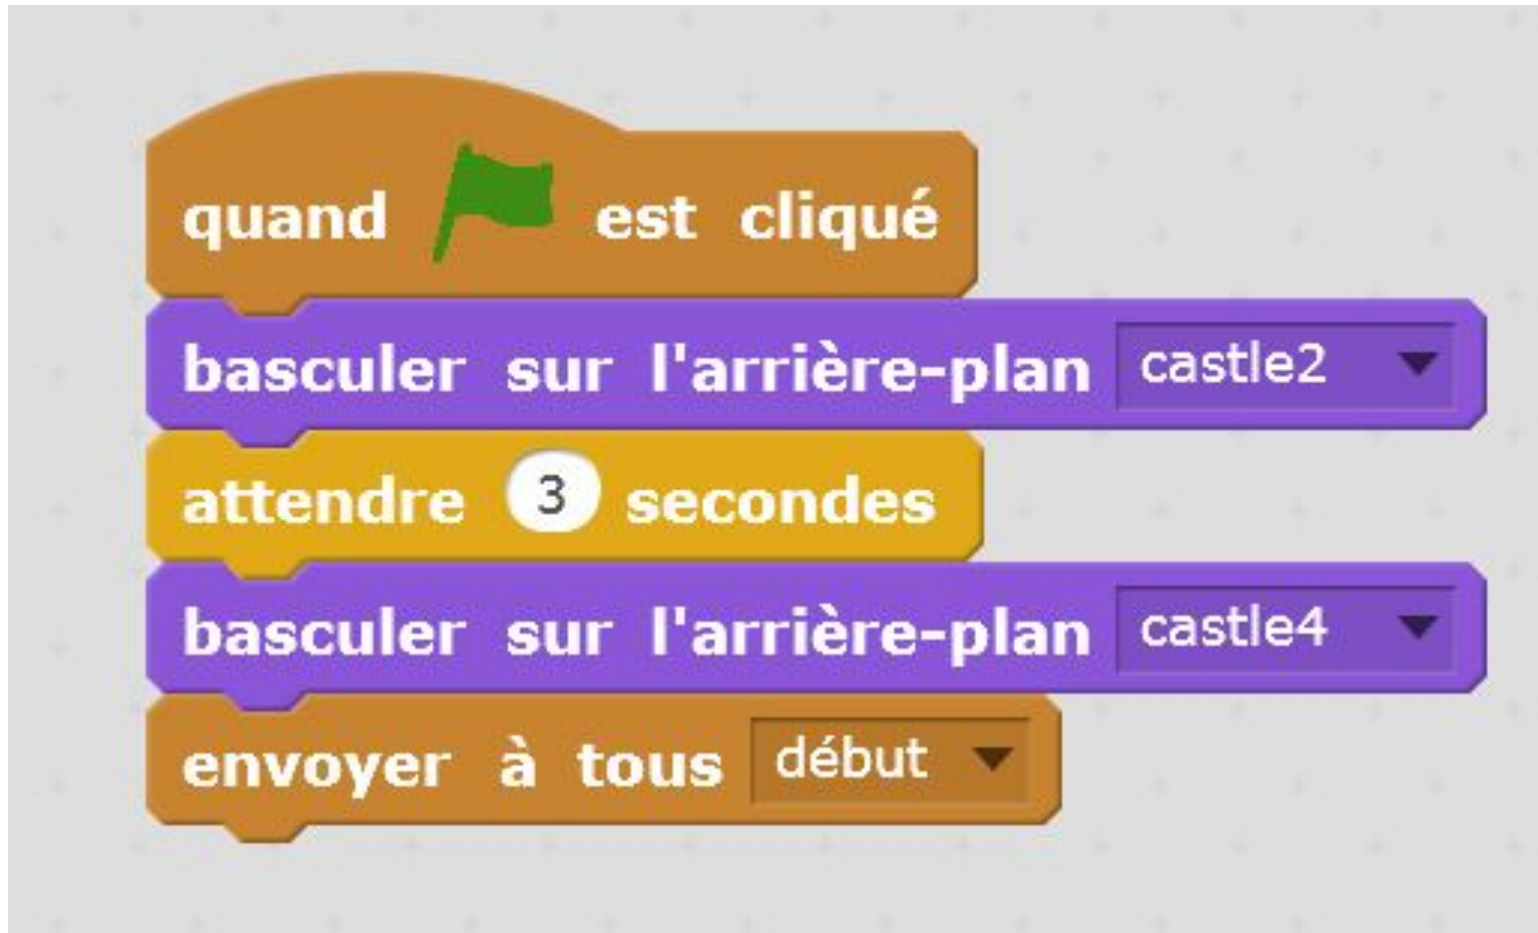 quand est cliqué
basculer sur l'arrière-plan castle2
attendre 3 secondes
basculer sur l'arrière-plan castle4
envoyer à tous début